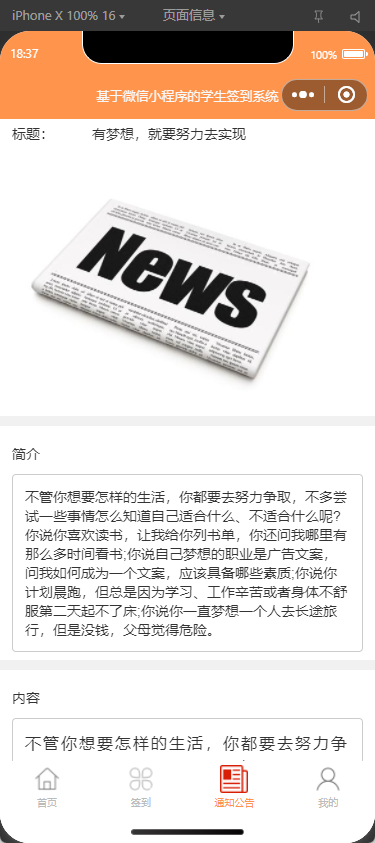 iPhone X 100% 16 页面信息
18:37 100%
基于微信小程序的学生签到系统
标题： 有梦想，就要努力去实现
News
简介
不管你想要怎样的生活，你都要去努力争取，不多尝
试一些事情怎么知道自己适合什么、不适合什么呢？
你说你喜欢读书，让我给你列书单，你还问我哪里有
那么多时间看书;你说自己梦想的职业是广告文案，
问我如何成为一个文案，应该具备哪些素质;你说你
计划晨跑，但总是因为学习、工作辛苦或者身体不舒
服第二天起不了床;你说你一直梦想一个人去长途旅
行，但是没钱，父母觉得危险。
内容
不管你想要怎样的生活，你都要去努力争
首页 签到 通知公告 我的